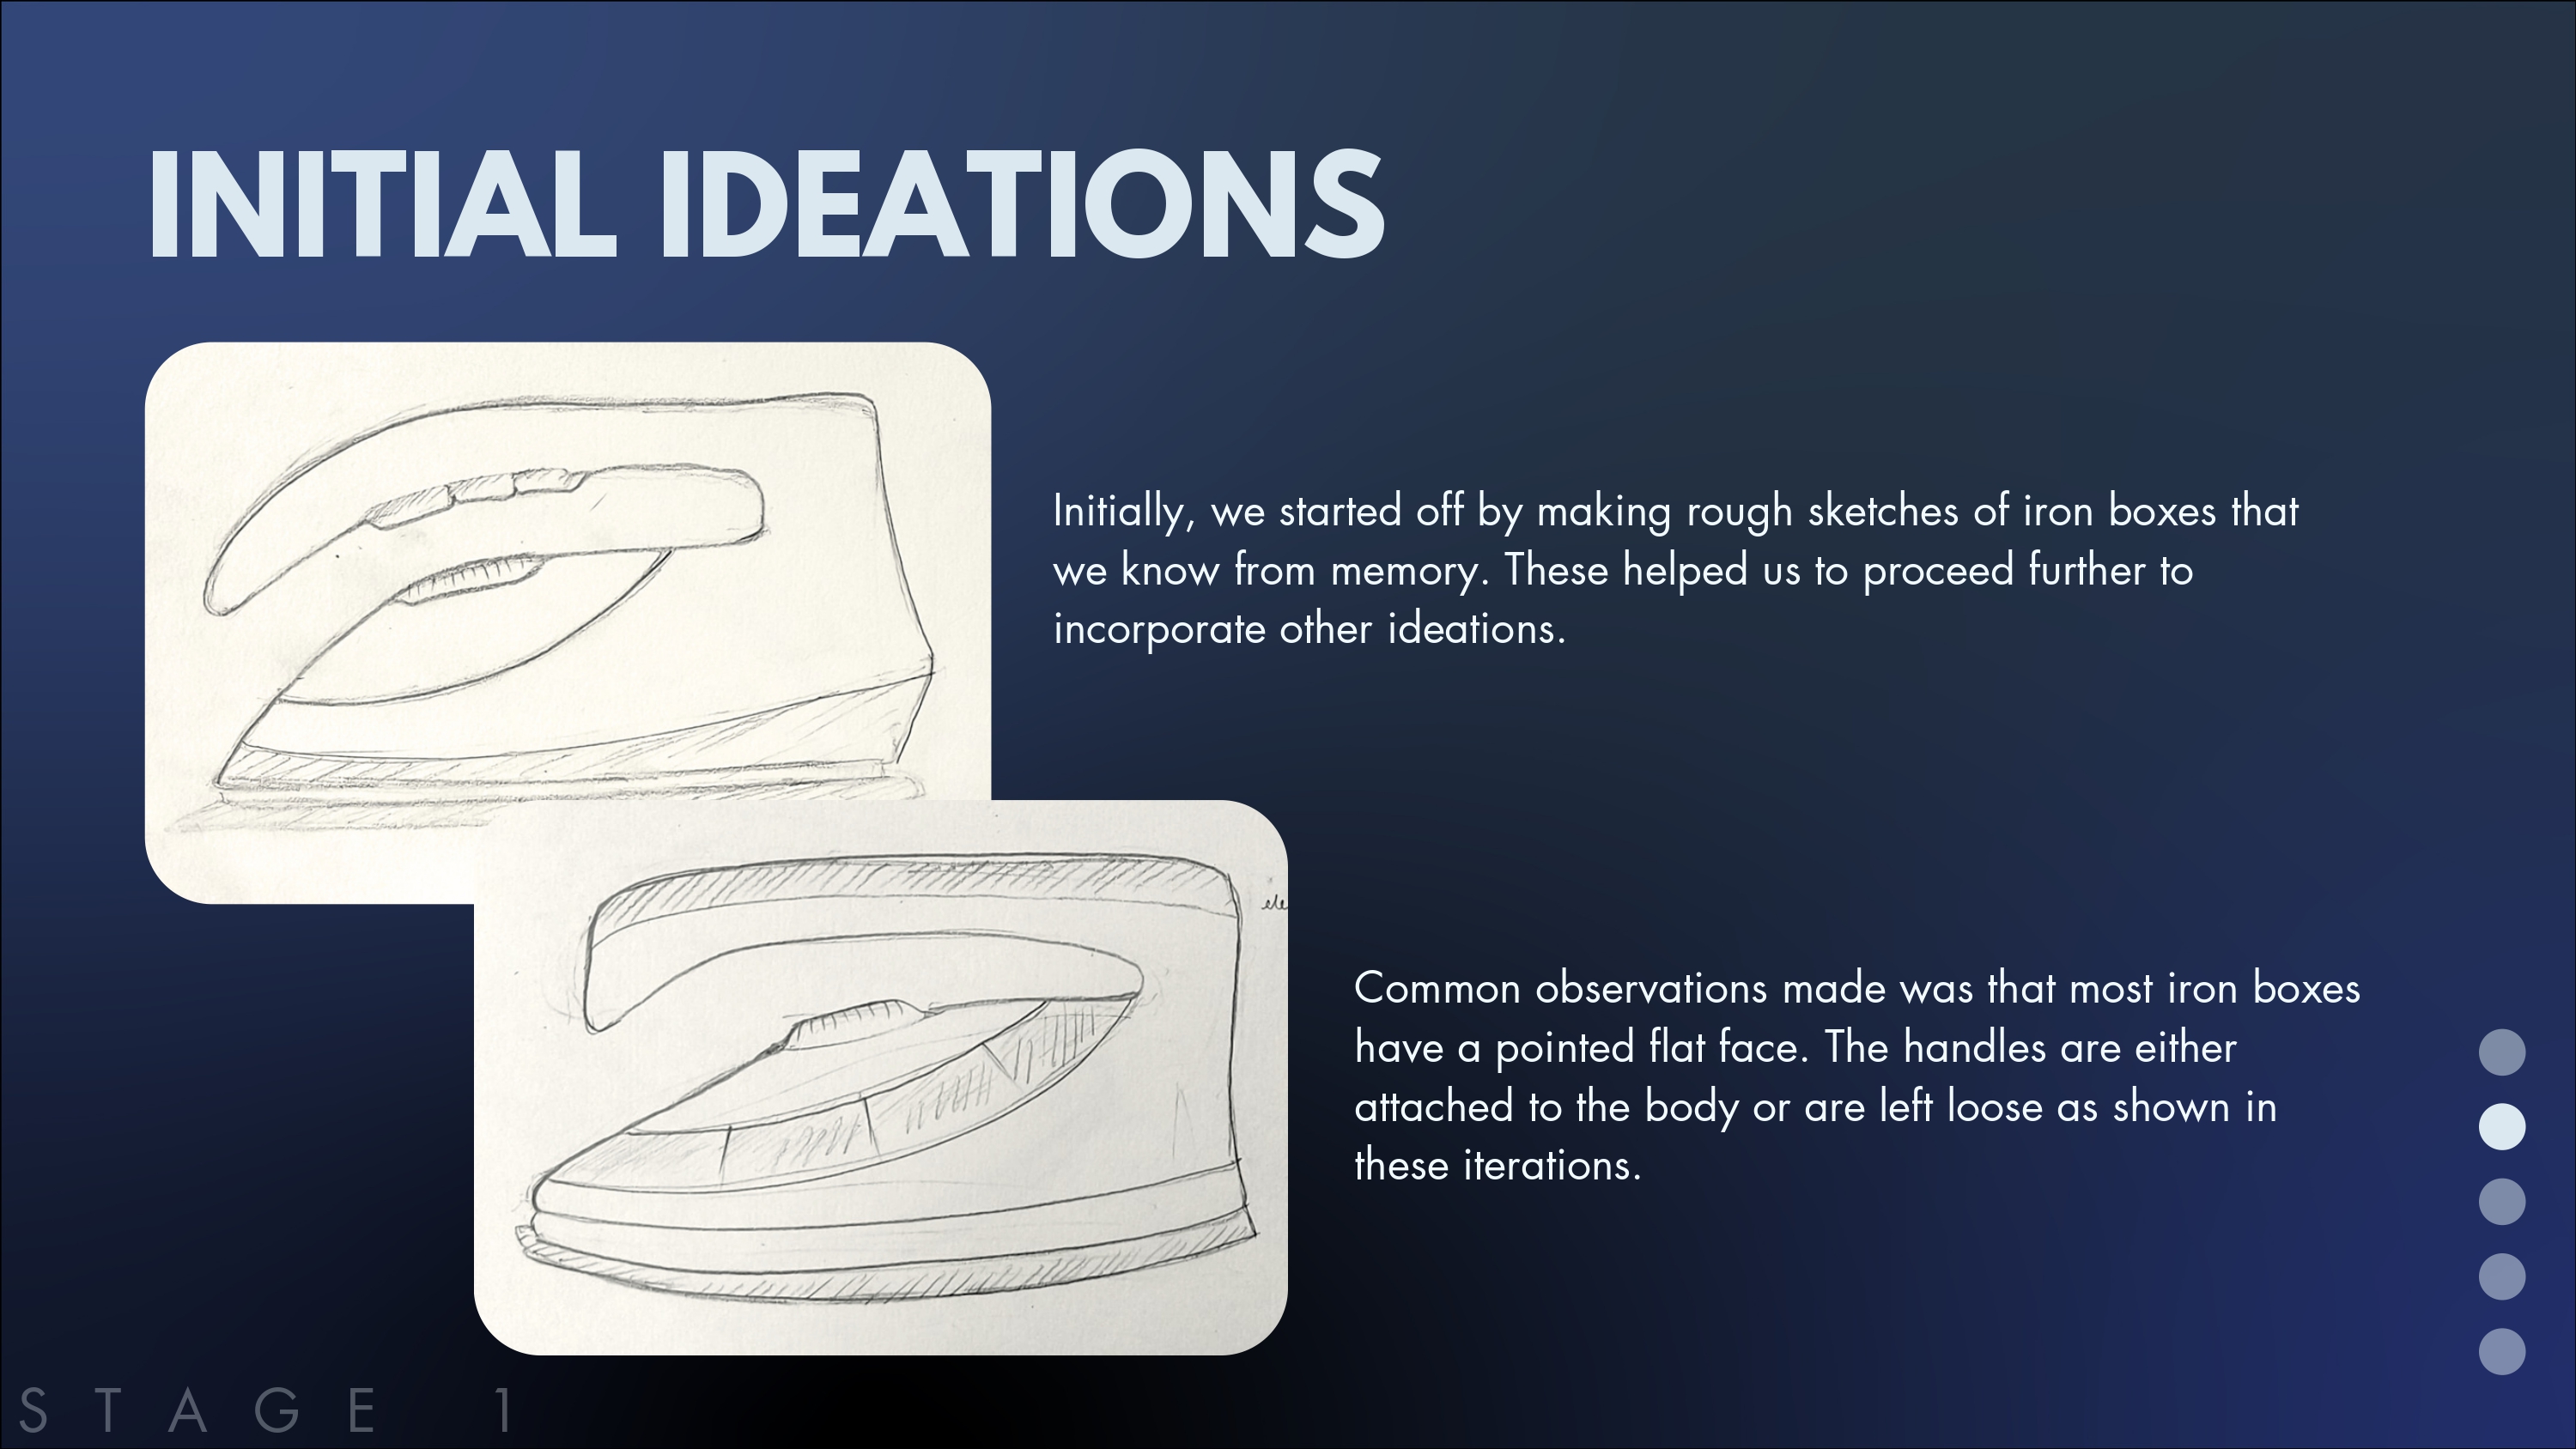 INITIAL IDEATIONS
Initially, we started off by making rough sketches of iron boxes that
we know from memory. These helped us to proceed further to
incorporate other ideations.
ele
Common observations made was that most iron boxes
have a pointed flat face. The handles are either
attached to the body or are left loose as shown in
these iterations.
STAGE 1